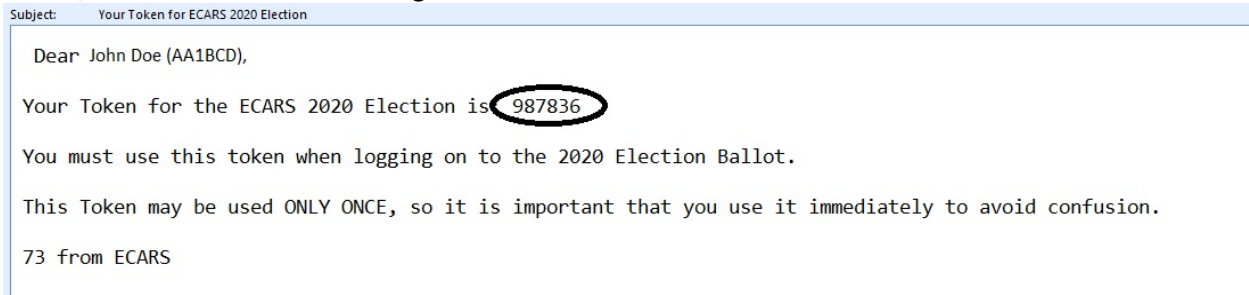 Subject: Your Token for ECARS 2020 Election
Dear John Doe (AA1BCD),
Your Token for the ECARS 2020 Election is 987836
You must use this token when logging on to the 2020 Election Ballot.
This Token may be used ONLY ONCE, so it is important that you use it immediately to avoid confusion.
73 from ECARS